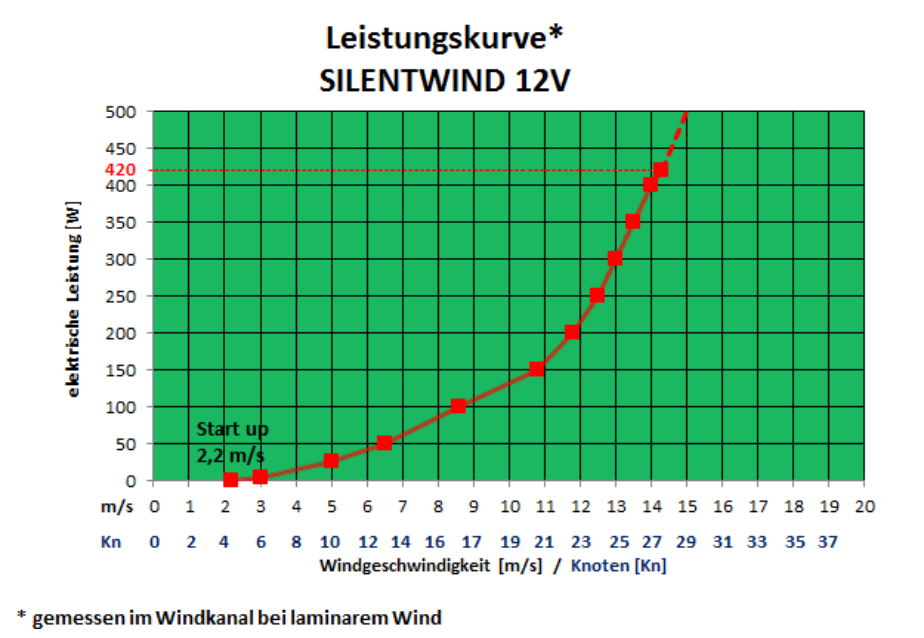 Leistungskurve*
SILENTWIND 12V
elektrische Leistung [W]
500
450
420
400
350
300
250
200
150
100
50
0
Start up
2,2 m/s
m/s 0 1 2 3 4 5 6 7 8 9 10 11 12 13 14 15 16 17 18 19 20
Kn 0 2 4 6 8 10 12 14 16 17 19 21 23 25 27 29 31 33 35 37
Windgeschwindigkeit [m/s] / Knoten [Kn]
* gemessen im Windkanal bei laminarem Wind